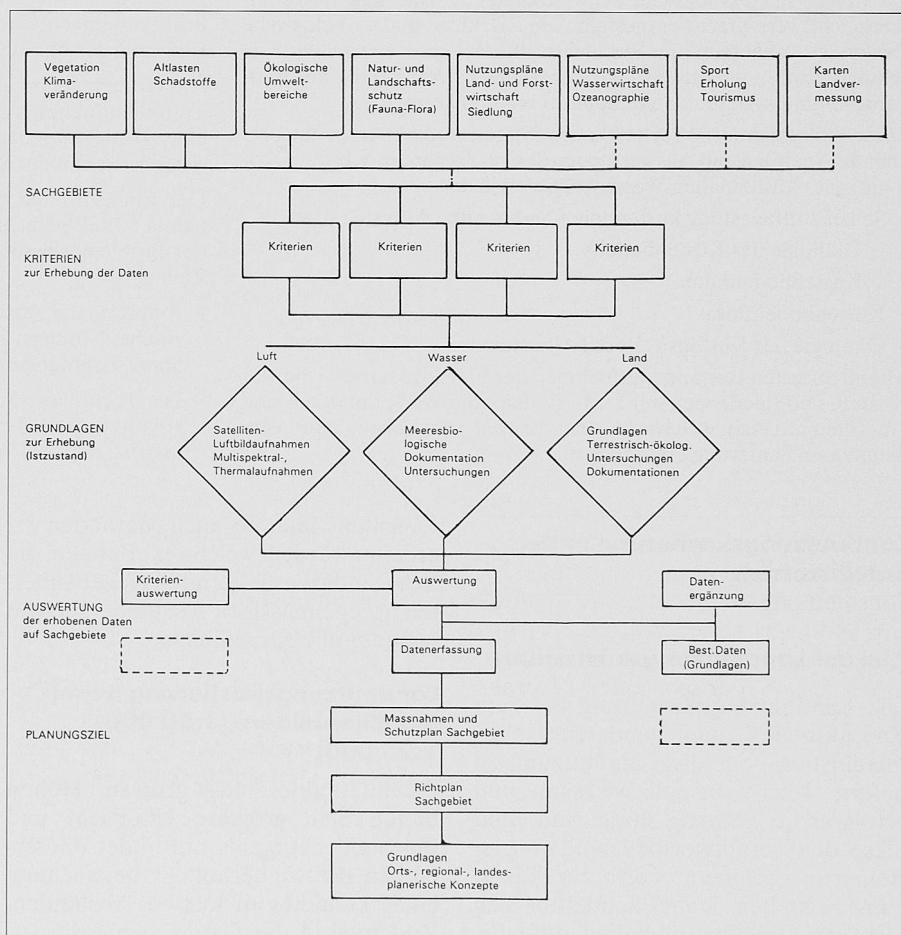 Vegetation
Klima-
veränderung
Altlasten
Schadstoffe
Ökologische
Umwelt-
bereiche
Natur- und
Landschafts-
schutz
(Fauna-Flora)
Nutzungspläne
Land- und Forst-
wirtschaft
Siedlung
Nutzungspläne
Wasserwirtschaft
Ozeanographie
Sport
Erholung
Tourismus
Karten
Landver-
messung
SACHGEBIETE
KRITERIEN
zur Erhebung der Daten
Kriterien
Kriterien
Kriterien
Kriterien
Luft
Wasser
Land
GRUNDLAGEN
zur Erhebung
(Istzustand)
Satelliten-
Luftbildaufnahmen
Multispektral-,
Thermalaufnahmen
Meeresbio-
logische
Dokumentation
Untersuchungen
Grundlagen
Terrestrisch-ökolog.
Untersuchungen
Dokumentationen
Kriterien-
auswertung
Auswertung
Daten-
ergänzung
AUSWERTUNG
der erhobenen Daten
auf Sachgebiete
Datenerfassung
Best. Daten
(Grundlagen)
PLANUNGSZIEL
Massnahmen und
Schutzplan Sachgebiet
Richtplan
Sachgebiet
Grundlagen
Orts-, regional-, landes-
planerische Konzepte